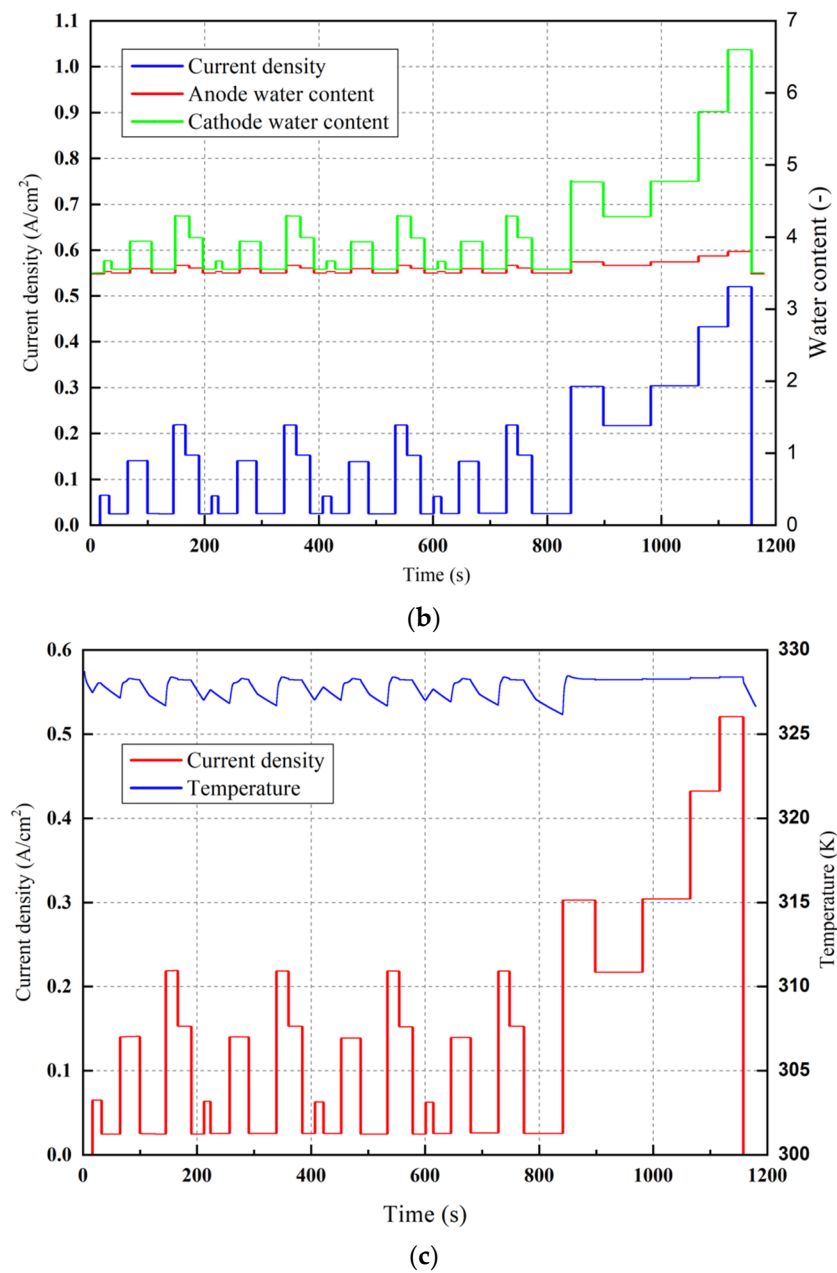 1.1
1.0
0.9
0.8
0.7
0.6
0.5
0.4
0.3
0.2
0.1
0.0
Current density (A/cm²)
Current density
Anode water content
Cathode water content
7
6
5
4
3
2
1
0
Water content (-)
0 200 400 600 800 1000 1200
Time (s)
(b)
0.6
0.5
0.4
0.3
0.2
0.1
0.0
Current density (A/cm²)
Current density
Temperature
330
325
320
315
310
305
300
Temperature (K)
0 200 400 600 800 1000 1200
Time (s)
(c)